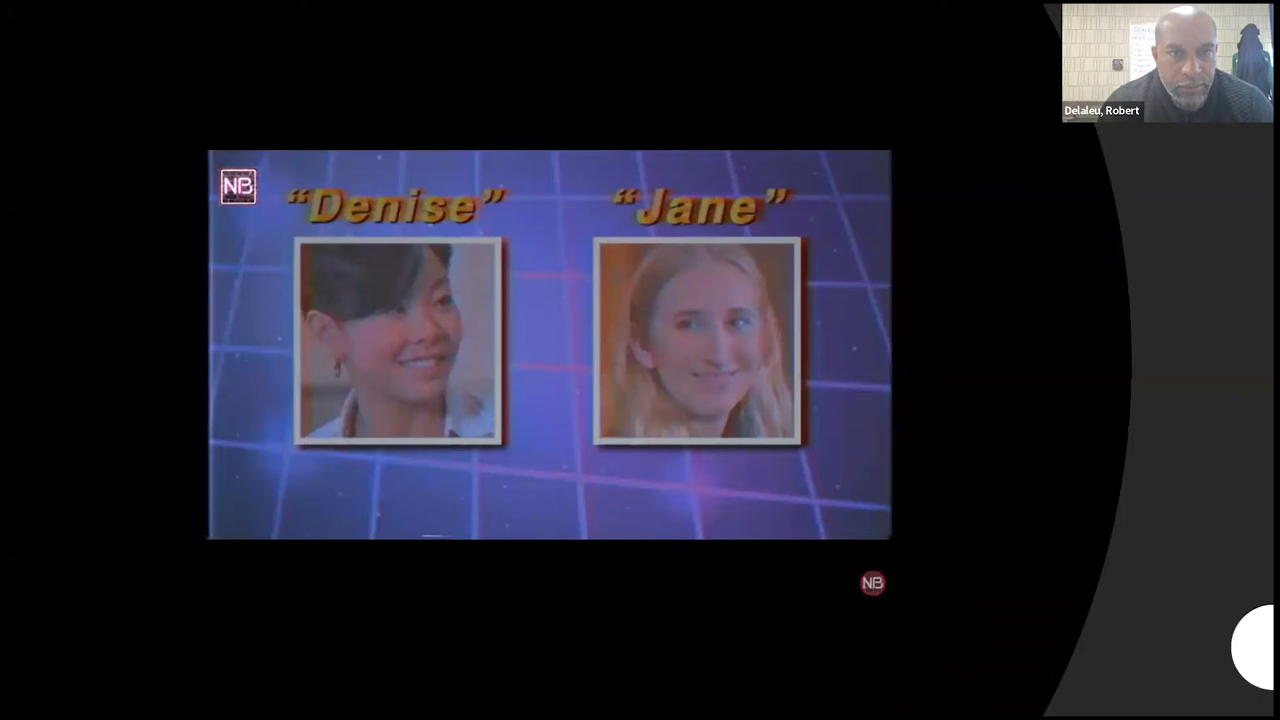 Delaleu, Robert
NB
“Denise”
“Jane”
NB